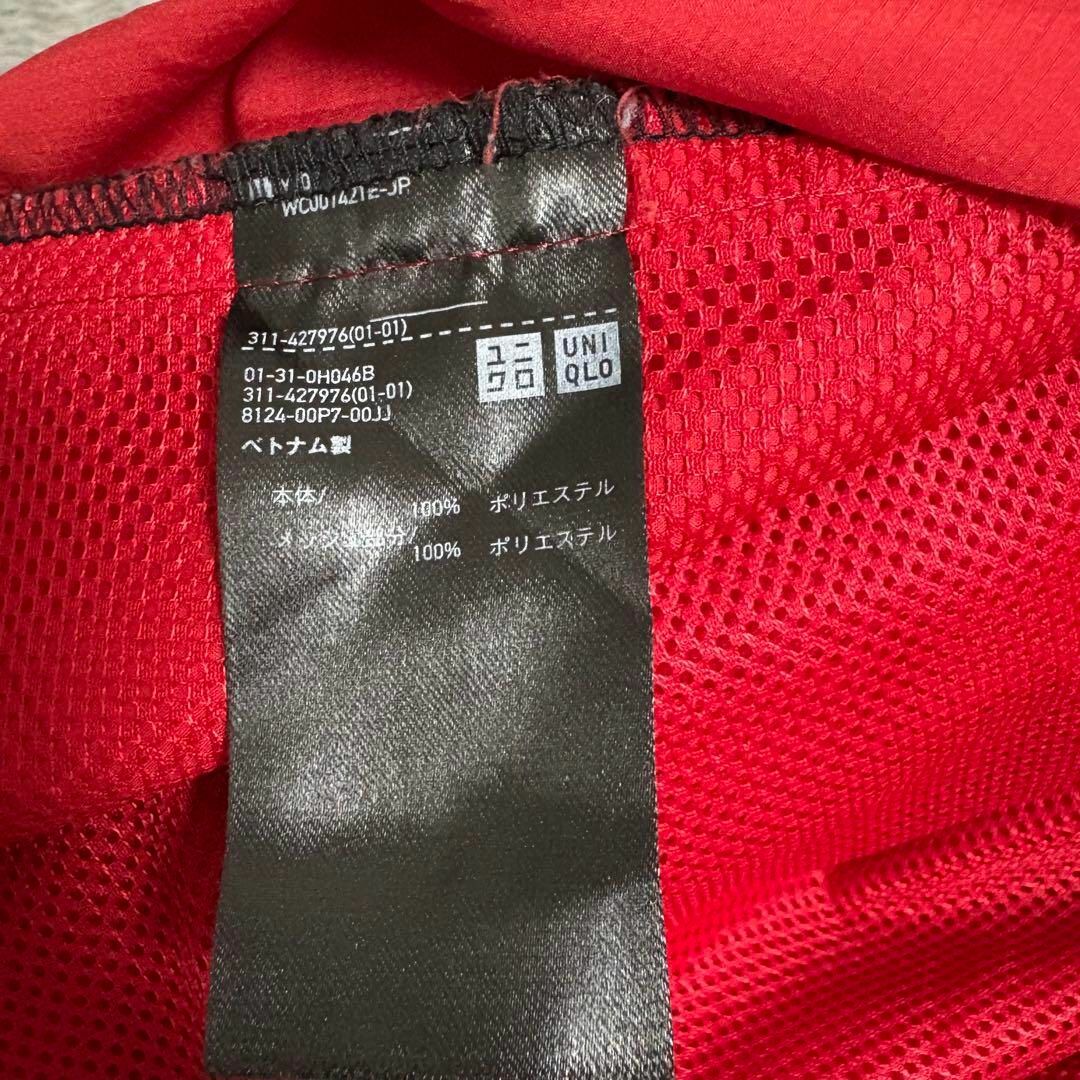 WC001421E-JP
311-427976(01-01)
01-31-0H046B
311-427976(01-01)
8124-00P7-00JJ
ベトナム製
ユニ
クロ
UNI
QLO
本体/
100% ポリエステル
100% ポリエステル